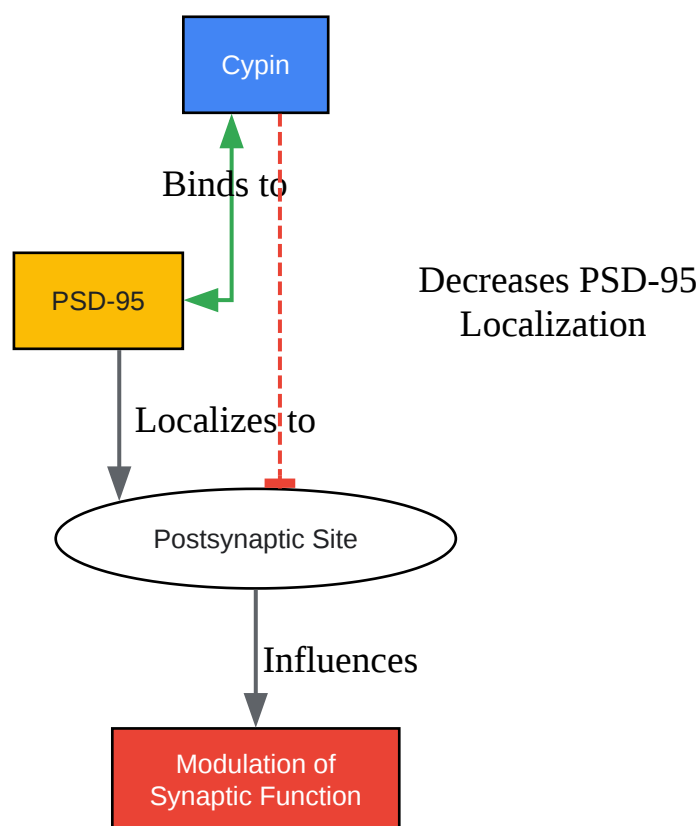 Cypin
Binds to
Decreases PSD-95
Localization
PSD-95
Localizes to
Postsynaptic Site
Influences
Modulation of
Synaptic Function